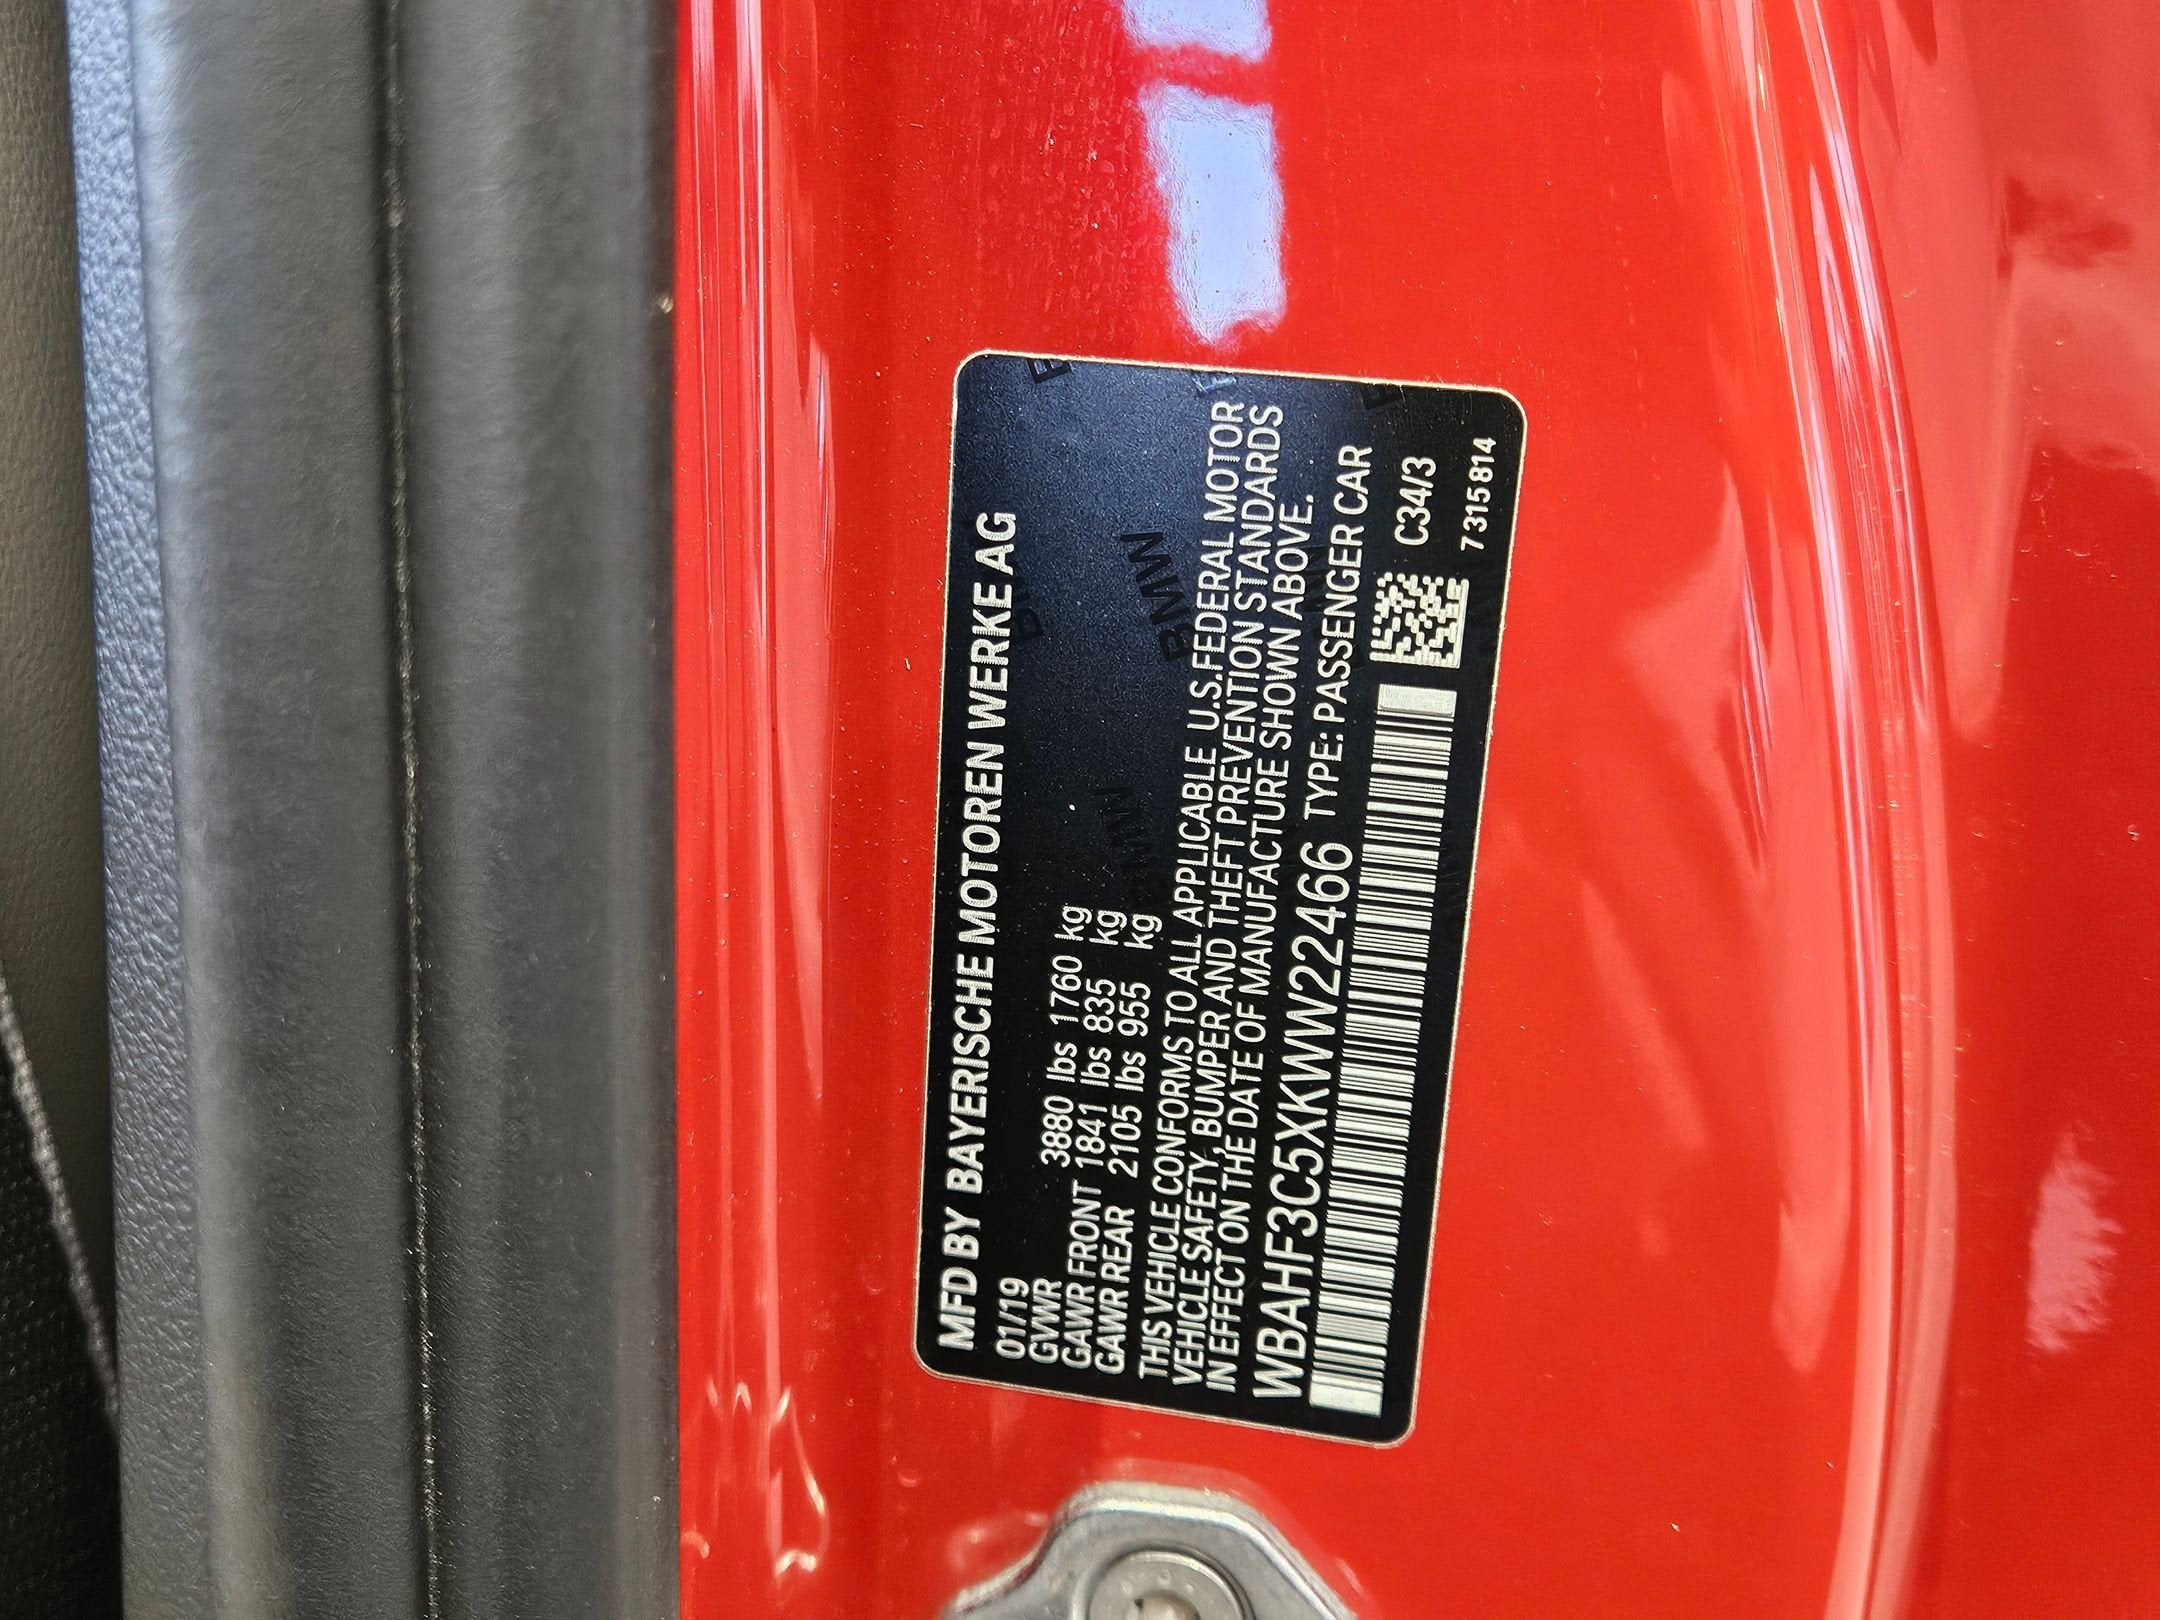 MFD BY BAYERISCHE MOTOREN WERKE AG
01/19
GVWR 3880 lbs 1760 kg
GAWR FRONT 1841 lbs 835 kg
GAWR REAR 2105 lbs 955 kg
THIS VEHICLE CONFORMS TO ALL APPLICABLE U.S.FEDERAL MOTOR
VEHICLE SAFETY, BUMPER AND THEFT PREVENTION STANDARDS
IN EFFECT ON THE DATE OF MANUFACTURE SHOWN ABOVE.
WBAHF3C5XKWW22466 TYPE: PASSENGER CAR
C34/3
7315814
BMW
BMW